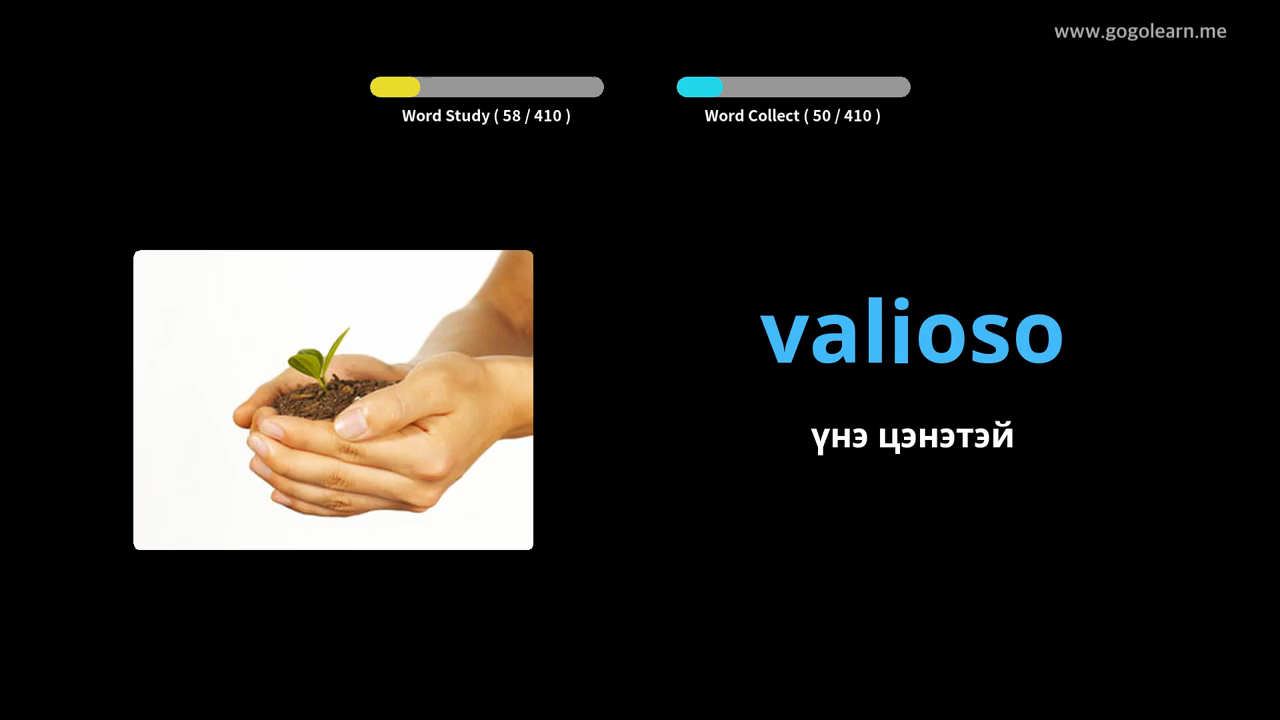 www.gogolearn.me
Word Study ( 58 / 410 )
Word Collect ( 50 / 410 )
valioso
үнэ цэнэтэй